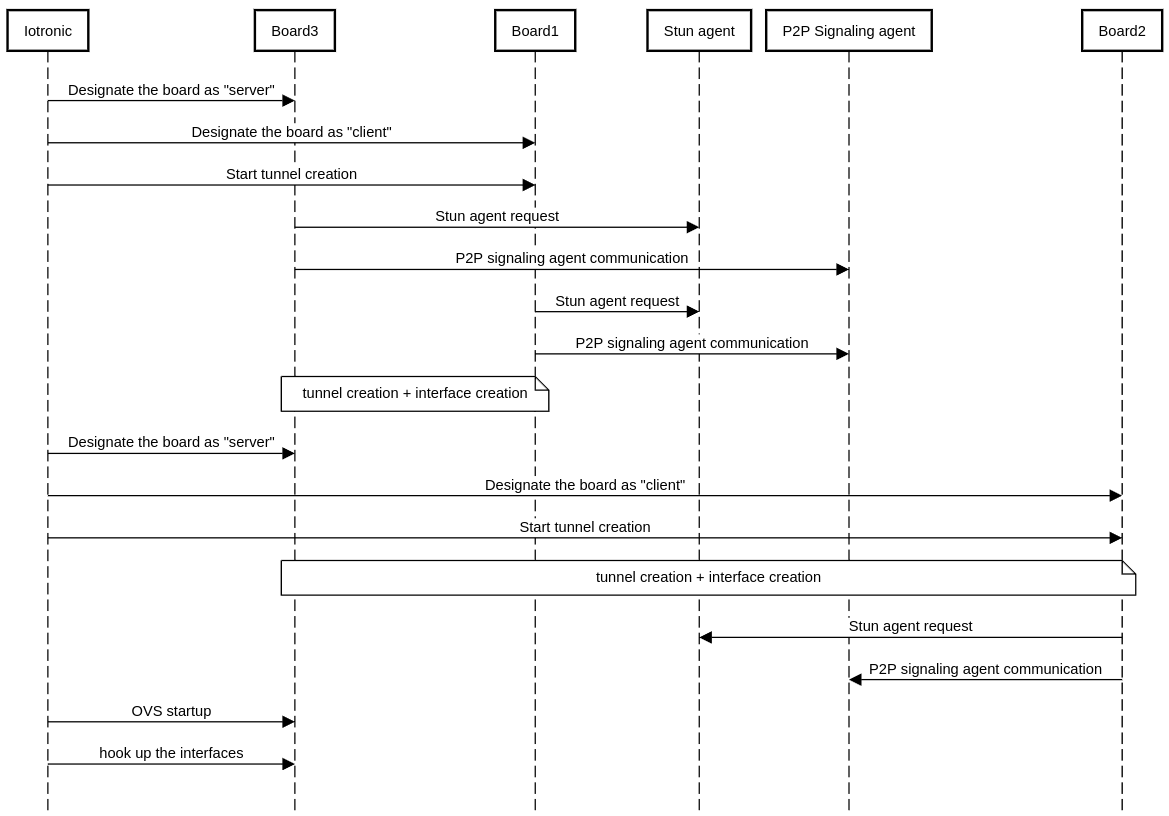 Iotronic
Board3
Board1
Stun agent
P2P Signaling agent
Board2
Designate the board as "server"
Designate the board as "client"
Start tunnel creation
Stun agent request
P2P signaling agent communication
Stun agent request
P2P signaling agent communication
tunnel creation + interface creation
Designate the board as "server"
Designate the board as "client"
Start tunnel creation
tunnel creation + interface creation
Stun agent request
P2P signaling agent communication
OVS startup
hook up the interfaces